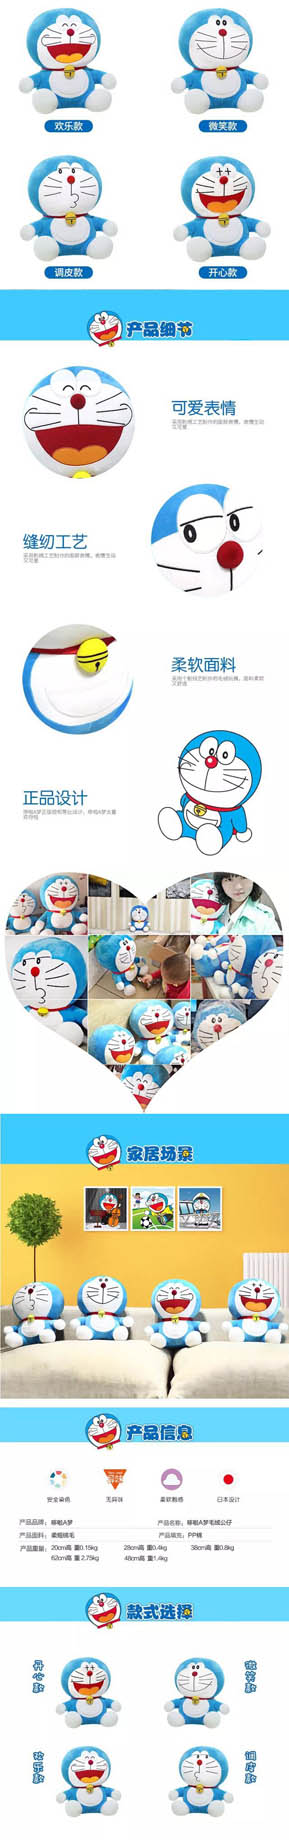 欢乐款
微笑款
调皮款
开心款
产品细节
可爱表情
缝纫工艺
柔软面料
正品设计
家居场景
产品信息
安全染色
无异味
柔软触感
日本设计
产品品牌：哆啦A梦
产品名称：哆啦A梦毛绒公仔
产品面料：柔短绒毛
产品填充：PP棉
产品重量：20cm高 重0.15kg 28cm高 重0.4kg 38cm高 重0.8kg
62cm高 重2.75kg 48cm高 重1.4kg
款式选择
开心款
微笑款
欢乐款
调皮款